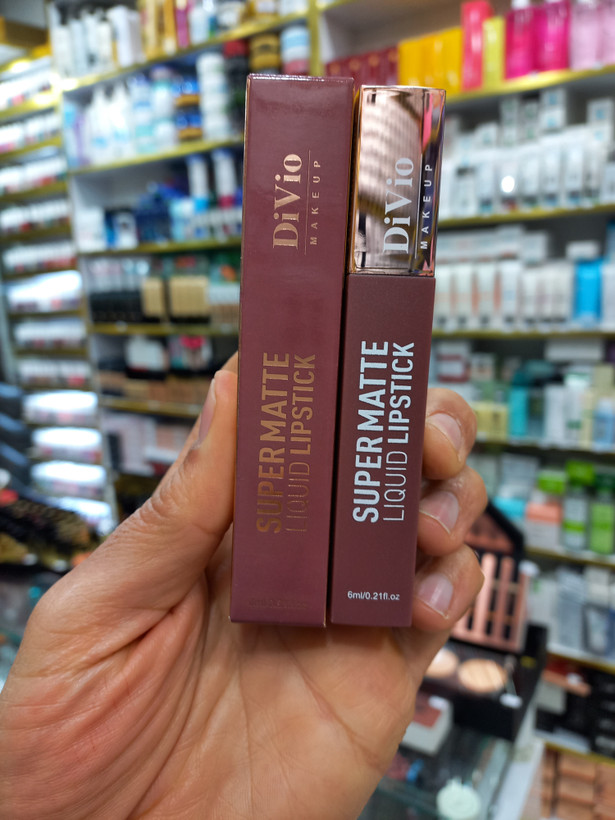 DiVio
MAKEUP
SUPER MATTE
LIQUID LIPSTICK
DiVio
MAKEUP
SUPER MATTE
LIQUID LIPSTICK
6ml/0.21fl.oz